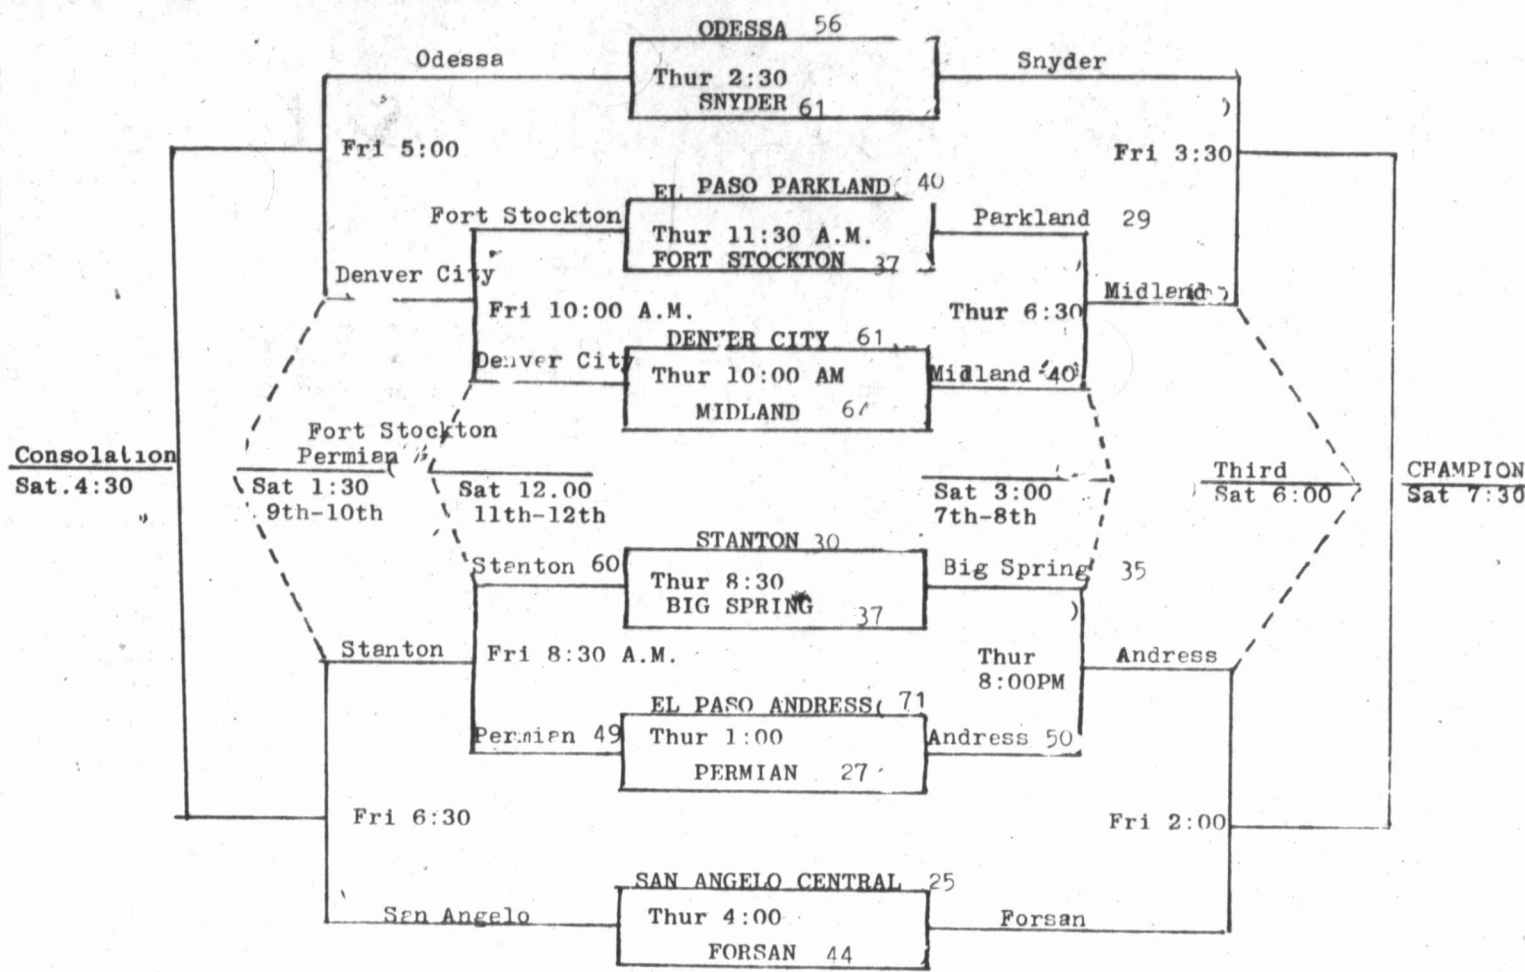 ODESSA 56
Odessa
Thur 2:30
Snyder
SNYDER 61
Fri 5:00
Fri 3:30
EL PASO PARKLAND 40
Fort Stockton
Parkland 29
Thur 11:30 A.M.
FORT STOCKTON 37
Denver City
Midland
Fri 10:00 A.M.
Thur 6:30
DENVER CITY 61
Denver City
Thur 10:00 AM
Midland 40
MIDLAND
Fort Stockton
Permian
Consolation
Sat.4:30
Sat 1:30
9th-10th
Sat 12.00
11th-12th
Sat 3:00
7th-8th
Third
Sat 6:00
CHAMPION
Sat 7:30
STANTON 30
Stanton 60
Thur 8:30
Big Spring 35
BIG SPRING 37
Stanton
Fri 8:30 A.M.
Thur
8:00PM
Andress
EL PASO ANDRESS 71
Permian 49
Thur 1:00
Andress 50
PERMIAN 27
Fri 6:30
Fri 2:00
SAN ANGELO CENTRAL 25
San Angelo
Thur 4:00
Forsan
FORSAN 44